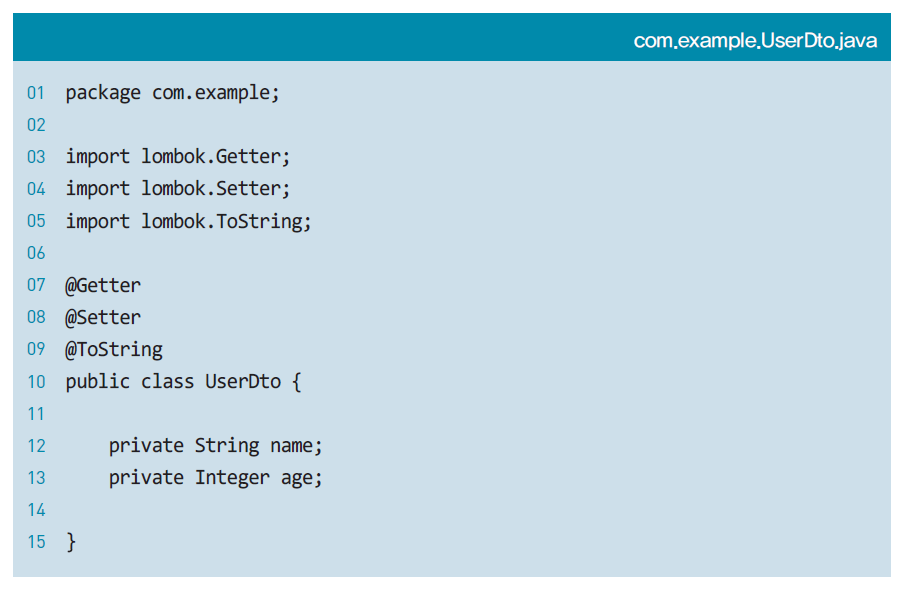 com.example.UserDto.java
01 package com.example;
02
03 import lombok.Getter;
04 import lombok.Setter;
05 import lombok.ToString;
06
07 @Getter
08 @Setter
09 @ToString
10 public class UserDto {
11
12     private String name;
13     private Integer age;
14
15 }